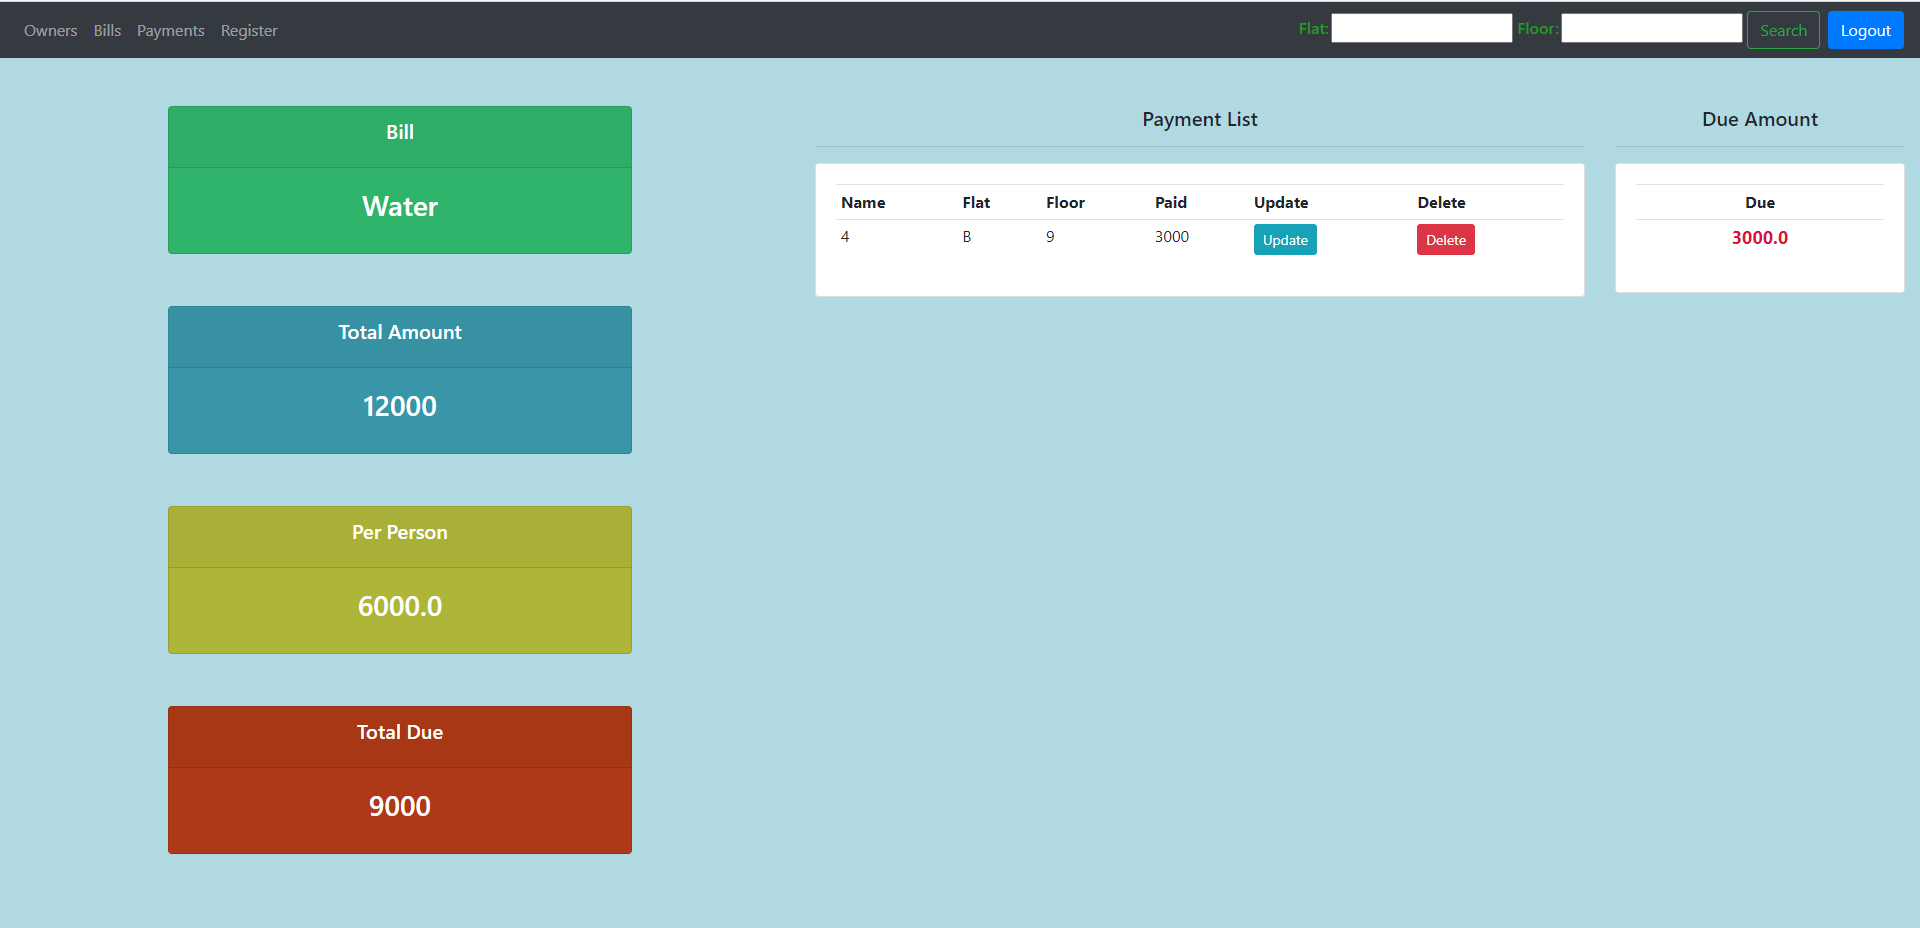 Owners Bills Payments Register Flat: Floor: Search Logout
Bill
Water
Total Amount
12000
Per Person
6000.0
Total Due
9000
Payment List
Name Flat Floor Paid Update Delete
4 B 9 3000 Update Delete
Due Amount
Due
3000.0